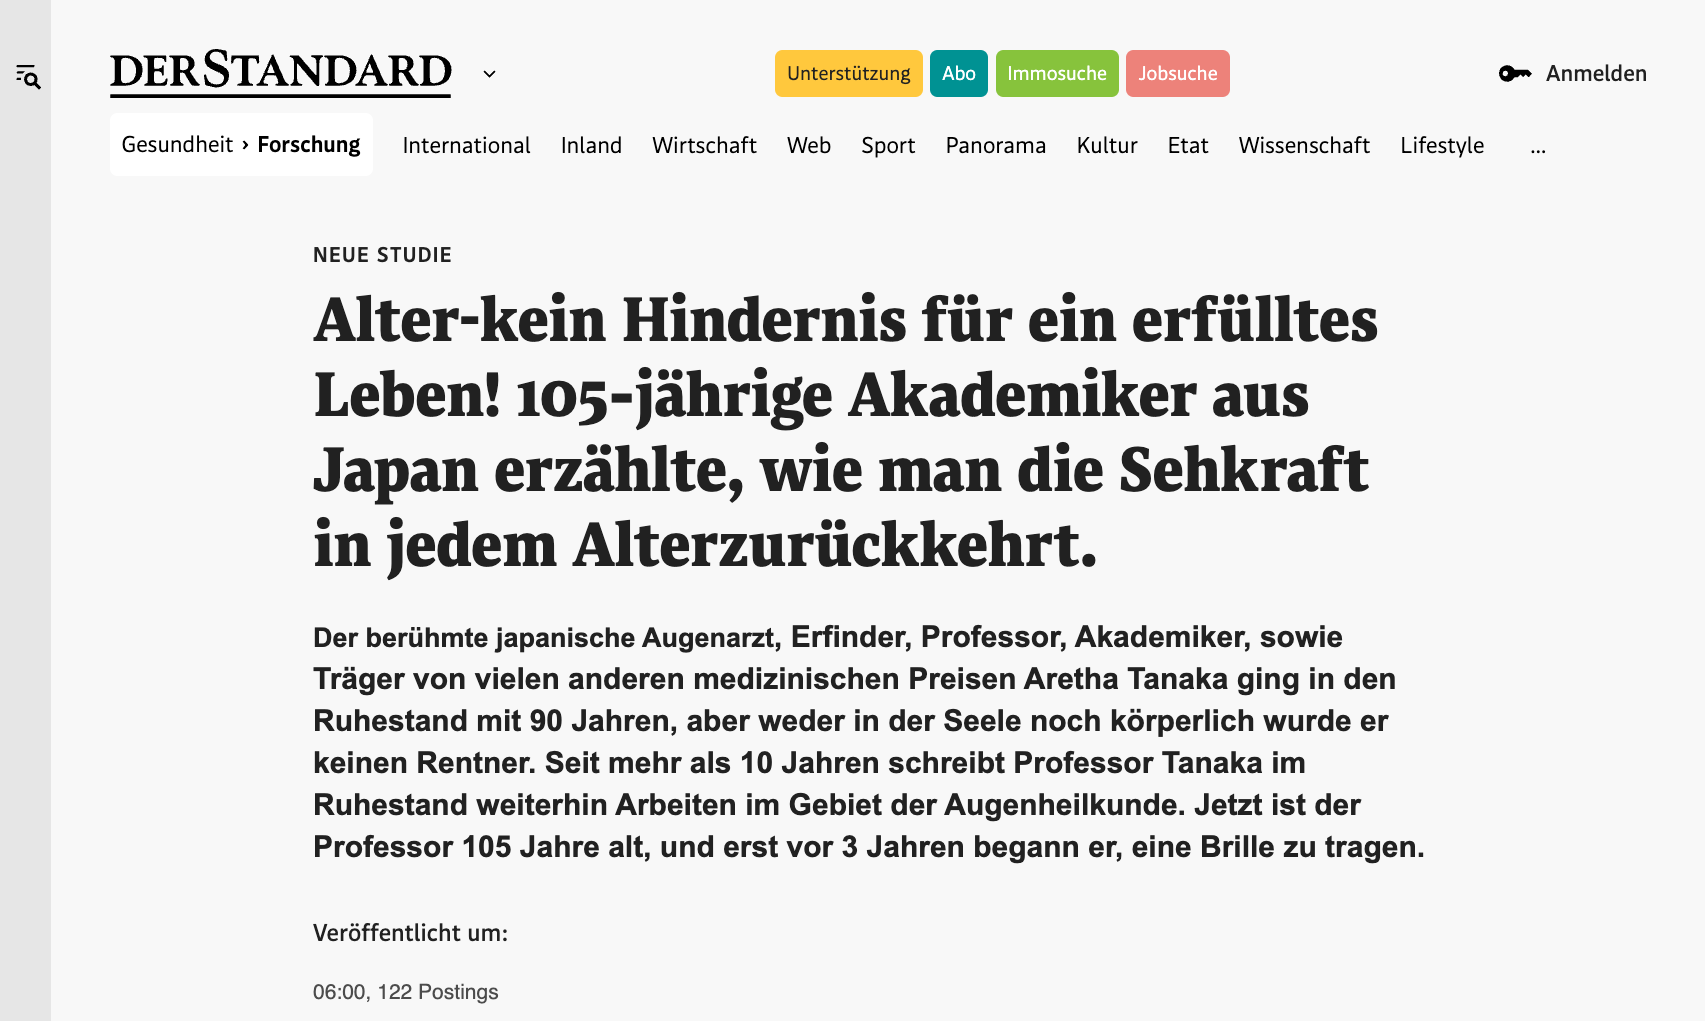 DERSTANDARD
Unterstützung
Abo
Immosuche
Jobsuche
Anmelden
Gesundheit › Forschung
International
Inland
Wirtschaft
Web
Sport
Panorama
Kultur
Etat
Wissenschaft
Lifestyle
...
NEUE STUDIE
Alter-kein Hindernis für ein erfülltes
Leben! 105-jährige Akademiker aus
Japan erzählte, wie man die Sehkraft
in jedem Alterzurückkehrt.
Der berühmte japanische Augenarzt, Erfinder, Professor, Akademiker, sowie
Träger von vielen anderen medizinischen Preisen Aretha Tanaka ging in den
Ruhestand mit 90 Jahren, aber weder in der Seele noch körperlich wurde er
keinen Rentner. Seit mehr als 10 Jahren schreibt Professor Tanaka im
Ruhestand weiterhin Arbeiten im Gebiet der Augenheilkunde. Jetzt ist der
Professor 105 Jahre alt, und erst vor 3 Jahren begann er, eine Brille zu tragen.
Veröffentlicht um:
06:00, 122 Postings